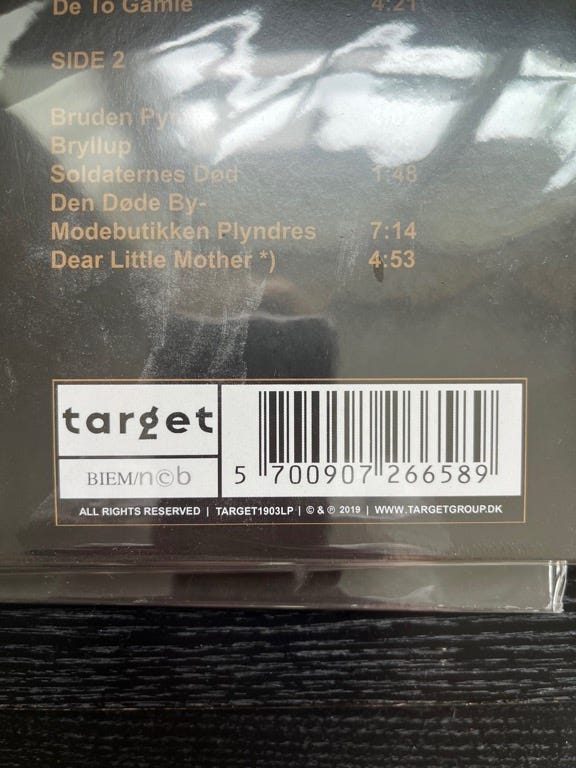 De To Gamle 4:21
SIDE 2
Bruden
Bryllup
Soldaternes Død 1:48
Den Døde By-
Modebutikken Plyndres 7:14
Dear Little Mother *) 4:53
target
BIEM/n©b
5 700907 266589
ALL RIGHTS RESERVED | TARGET1903LP | © & ℗ 2019 | WWW.TARGETGROUP.DK